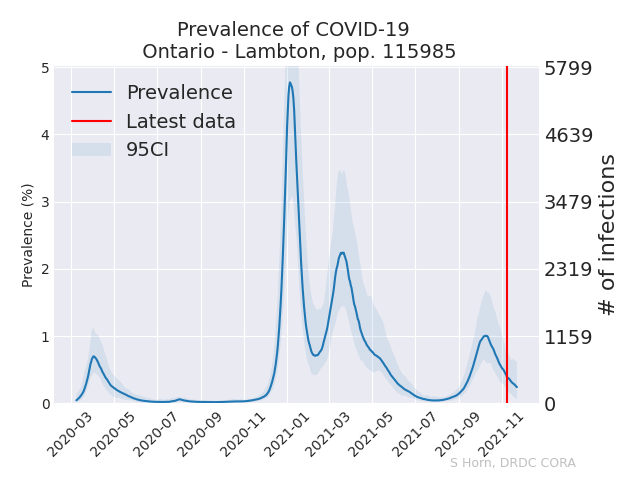 Prevalence of COVID-19
Ontario - Lambton, pop. 115985
Prevalence
Latest data
95CI
Prevalence (%)
5
4
3
2
1
0
5799
4639
3479
2319
1159
0
# of infections
2020-03
2020-05
2020-07
2020-09
2020-11
2021-01
2021-03
2021-05
2021-07
2021-09
2021-11
S Horn, DRDC CORA